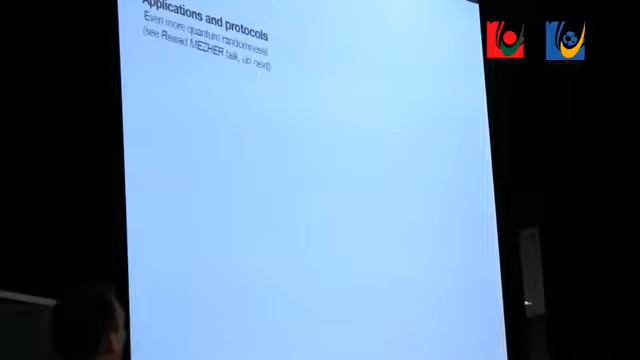 Applications and protocols
Even more quantum randomness!
(see Rawad MEZHER talk, up next)